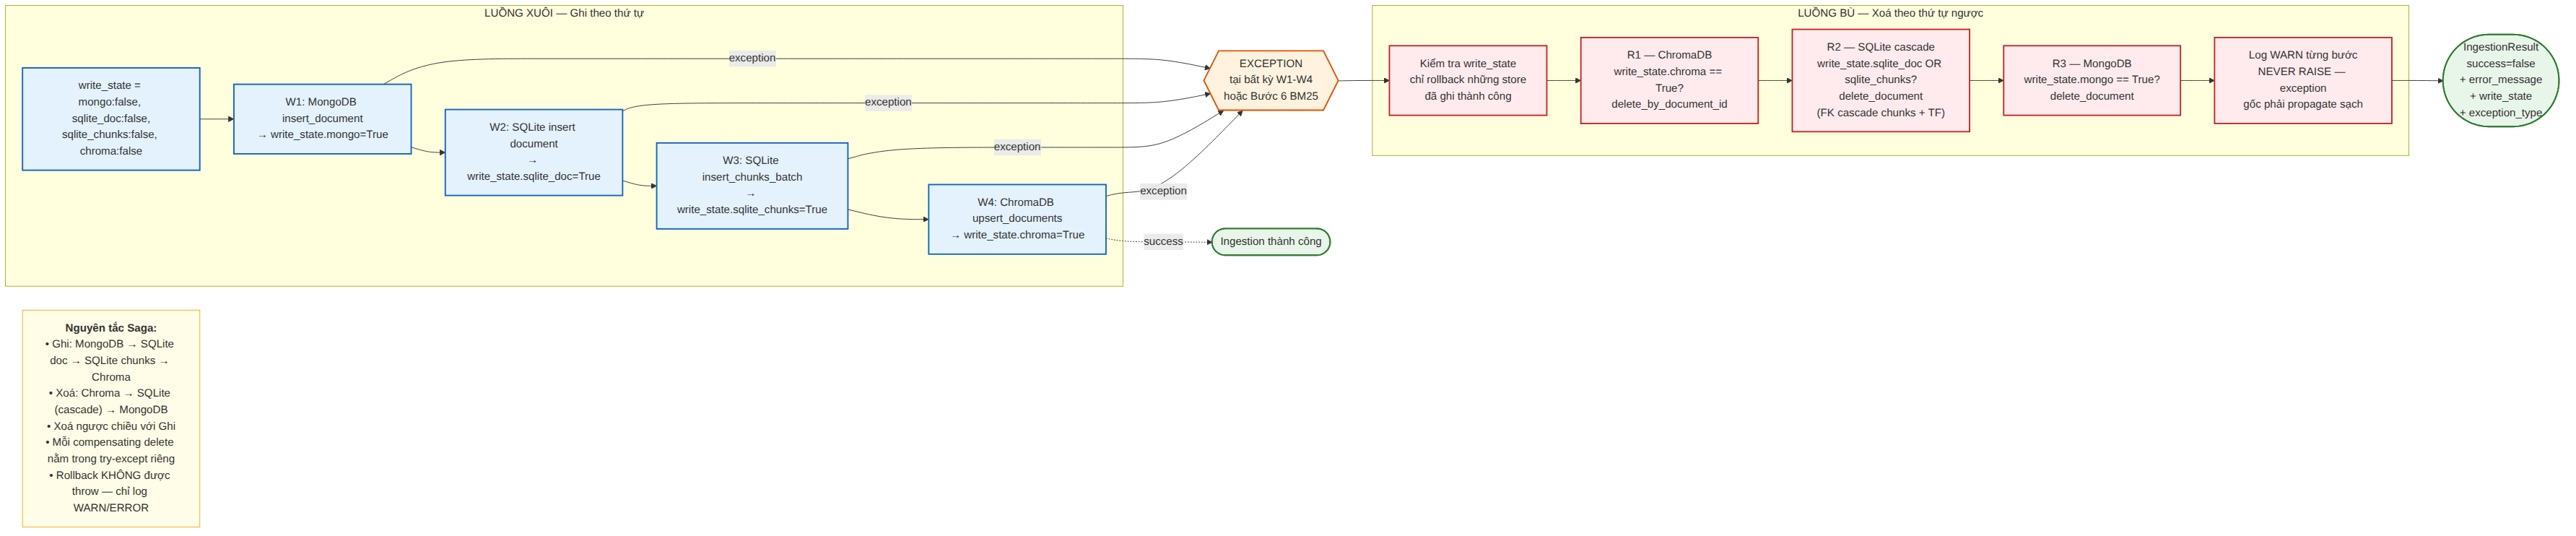 LUỒNG XUÔI — Ghi theo thứ tự
write_state =
mongo:false,
sqlite_doc:false,
sqlite_chunks:false,
chroma:false
W1: MongoDB
insert_document
→ write_state.mongo=True
W2: SQLite insert
document
→
write_state.sqlite_doc=True
W3: SQLite
insert_chunks_batch
→
write_state.sqlite_chunks=True
W4: ChromaDB
upsert_documents
→ write_state.chroma=True
exception
exception
exception
exception
success
EXCEPTION
tại bất kỳ W1-W4
hoặc Bước 6 BM25
Ingestion thành công
LUỒNG BÙ — Xoá theo thứ tự ngược
Kiểm tra write_state
chỉ rollback những store
đã ghi thành công
R1 — ChromaDB
write_state.chroma ==
True?
delete_by_document_id
R2 — SQLite cascade
write_state.sqlite_doc OR
sqlite_chunks?
delete_document
(FK cascade chunks + TF)
R3 — MongoDB
write_state.mongo == True?
delete_document
Log WARN từng bước
NEVER RAISE —
exception
gốc phải propagate sạch
IngestionResult
success=false
+ error_message
+ write_state
+ exception_type
Nguyên tắc Saga:
• Ghi: MongoDB → SQLite
doc → SQLite chunks →
Chroma
• Xoá: Chroma → SQLite
(cascade) → MongoDB
• Xoá ngược chiều với Ghi
• Mỗi compensating delete
nằm trong try-except riêng
• Rollback KHÔNG được
throw — chỉ log
WARN/ERROR